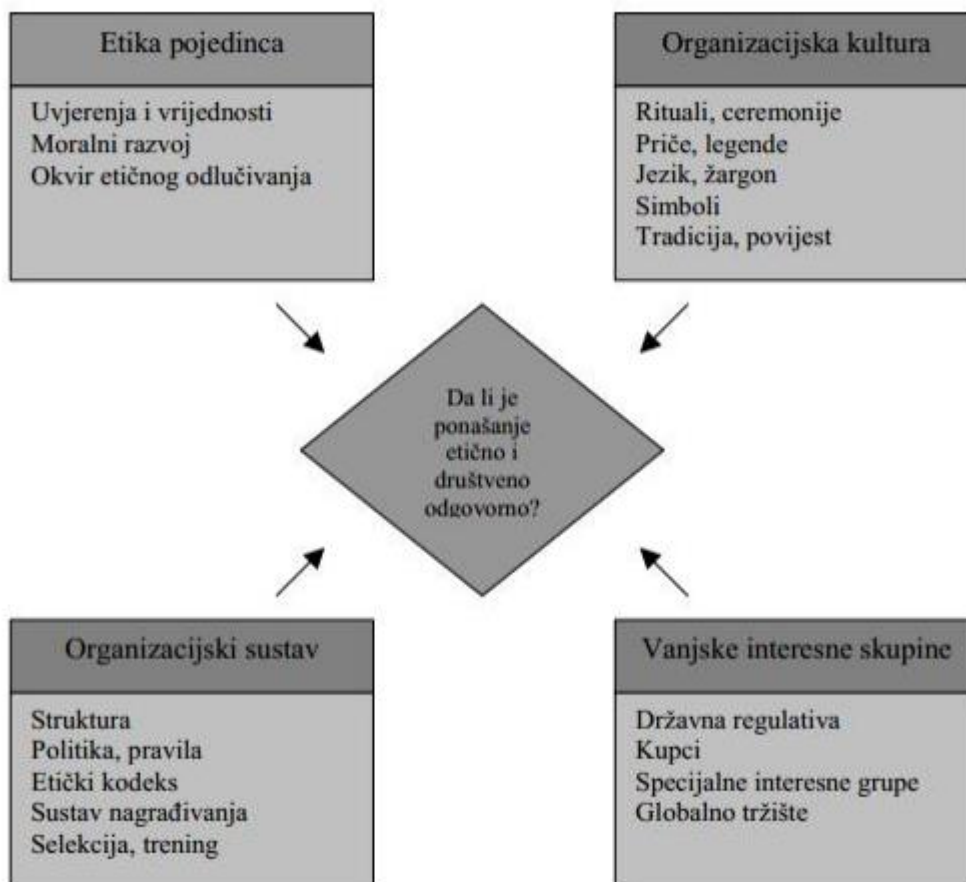 Etika pojedinca
Uvjerenja i vrijednosti
Moralni razvoj
Okvir etičnog odlučivanja
Organizacijska kultura
Rituali, ceremonije
Priče, legende
Jezik, žargon
Simboli
Tradicija, povijest
Da li je
ponašanje
etično i
društveno
odgovorno?
Organizacijski sustav
Struktura
Politika, pravila
Etički kodeks
Sustav nagrađivanja
Selekcija, trening
Vanjske interesne skupine
Državna regulativa
Kupci
Specijalne interesne grupe
Globalno tržište